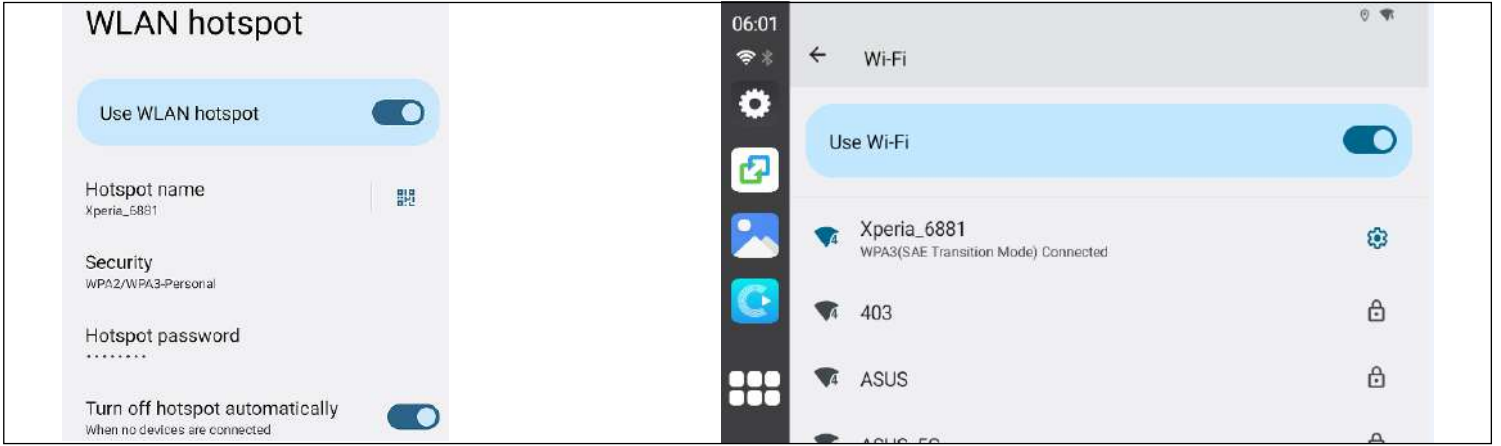 WLAN hotspot
Use WLAN hotspot
Hotspot name
Xperia_6881
Security
WPA2/WPA3-Personal
Hotspot password
Turn off hotspot automatically
When no devices are connected
06:01
Wi-Fi
Use Wi-Fi
Xperia_6881
WPA3(SAE Transition Mode) Connected
403
ASUS